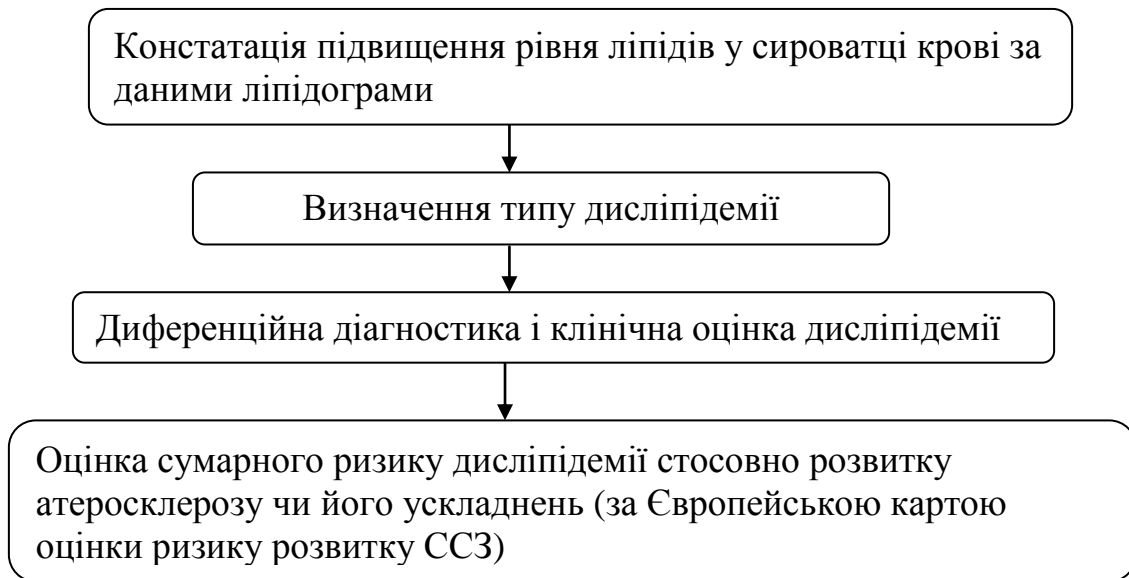 Констатація підвищення рівня ліпідів у сироватці крові за
даними ліпідограми
Визначення типу дисліпідемії
Диференційна діагностика і клінічна оцінка дисліпідемії
Оцінка сумарного ризику дисліпідемії стосовно розвитку
атеросклерозу чи його ускладнень (за Європейською картою
оцінки ризику розвитку ССЗ)